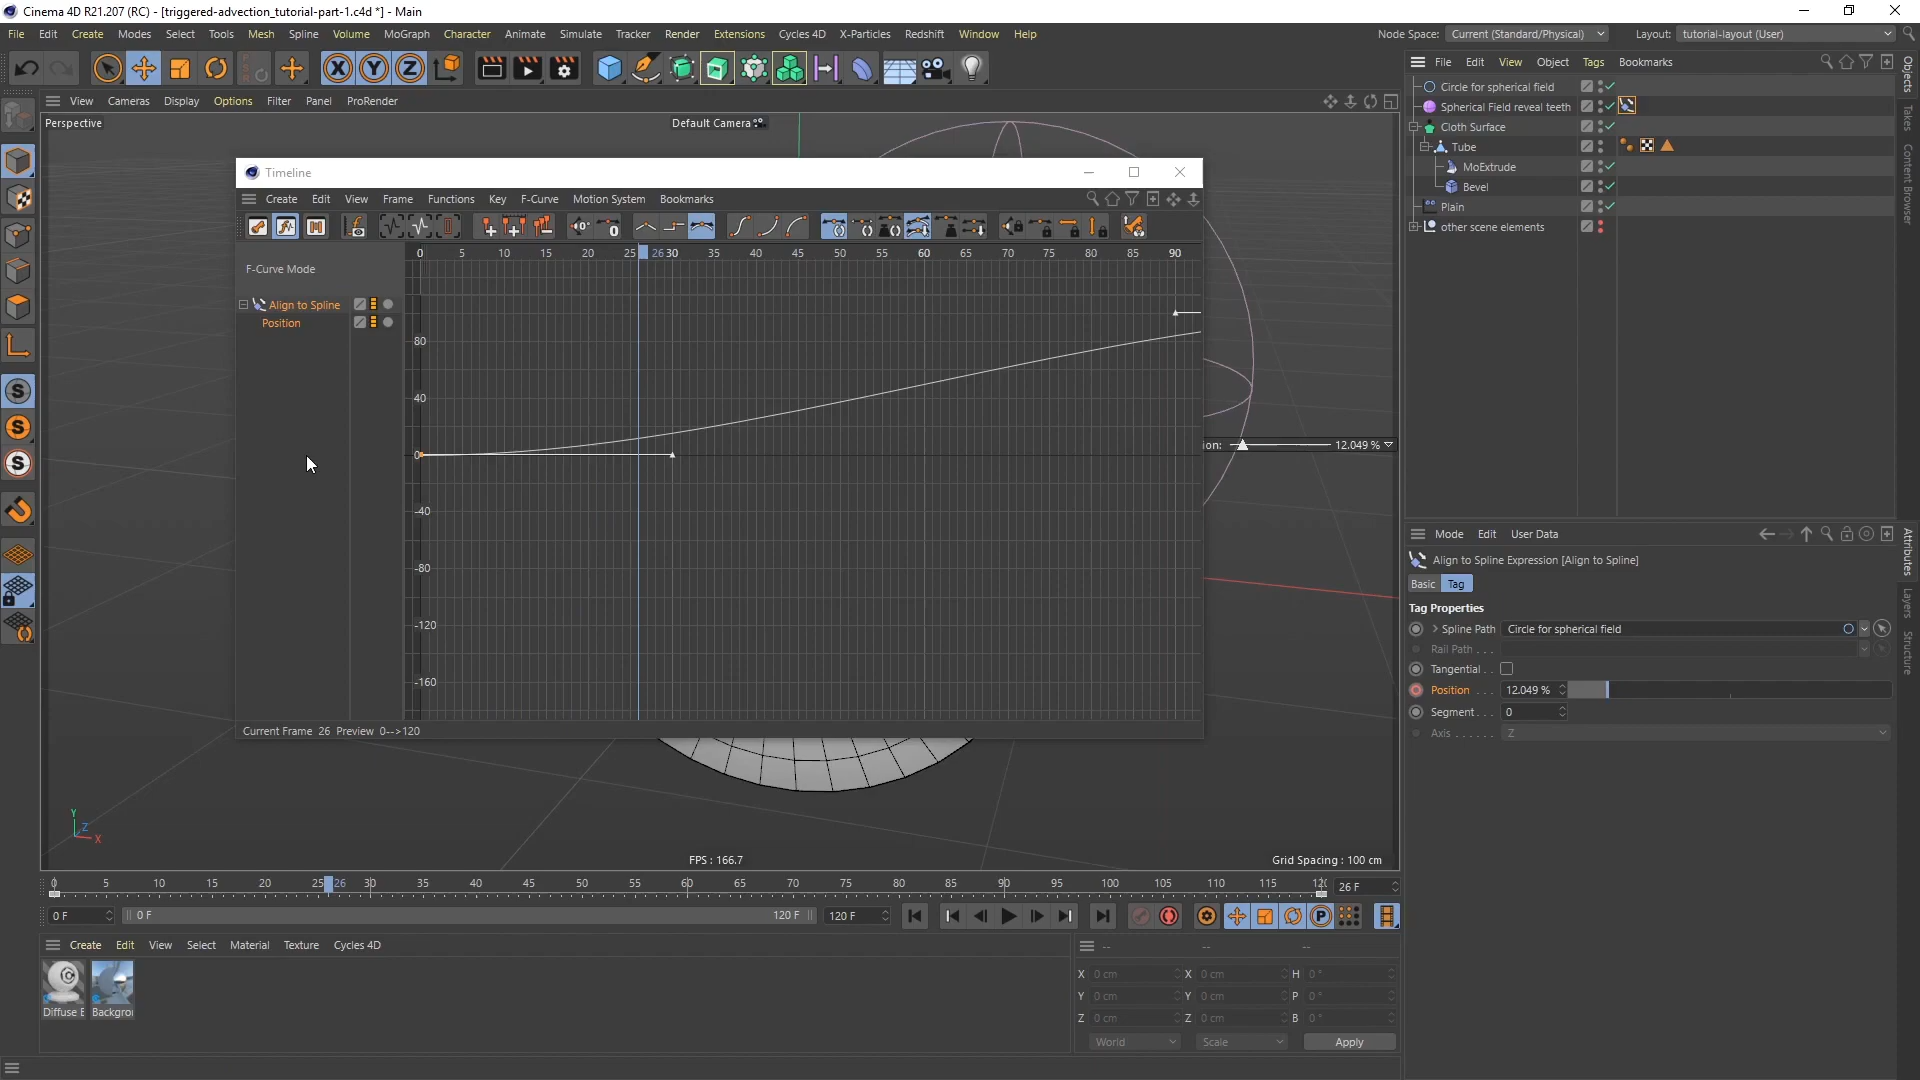 Cinema 4D R21.207 (RC) - [triggered-advection_tutorial-part-1.c4d *] - Main
File Edit Create Modes Select Tools Mesh Spline Volume MoGraph Character Animate Simulate Tracker Render Extensions Cycles 4D X-Particles Redshift Window Help
Node Space: Current (Standard/Physical) Layout: tutorial-layout (User)
View Cameras Display Options Filter Panel ProRender
File Edit View Object Tags Bookmarks
Perspective
Default Camera
Circle for spherical field
Spherical Field reveal teeth
Cloth Surface
Tube
MoExtrude
Bevel
Plain
other scene elements
Objects
Takes
Content Browser
Timeline
Create Edit View Frame Functions Key F-Curve Motion System Bookmarks
0 5 10 15 20 25 26 30 35 40 45 50 55 60 65 70 75 80 85 90
F-Curve Mode
Align to Spline
Position
80
40
0
-40
-80
-120
-160
ion: 12.049 %
Current Frame 26 Preview 0-->120
Mode Edit User Data
Align to Spline Expression [Align to Spline]
Basic Tag
Tag Properties
Spline Path Circle for spherical field
Rail Path . . .
Tangential . .
Position . . . 12.049 %
Segment . . . 0
Axis . . . . . . Z
Attributes
Layers
Structure
Y
Z
X
FPS : 166.7
Grid Spacing : 100 cm
0 5 10 15 20 25 26 30 35 40 45 50 55 60 65 70 75 80 85 90 95 100 105 110 115 26 F
0 F 0 F 120 F 120 F
Create Edit View Select Material Texture Cycles 4D
Diffuse E Backgroi
-- -- --
X 0 cm X 0 cm H 0 °
Y 0 cm Y 0 cm P 0 °
Z 0 cm Z 0 cm B 0 °
World Scale Apply